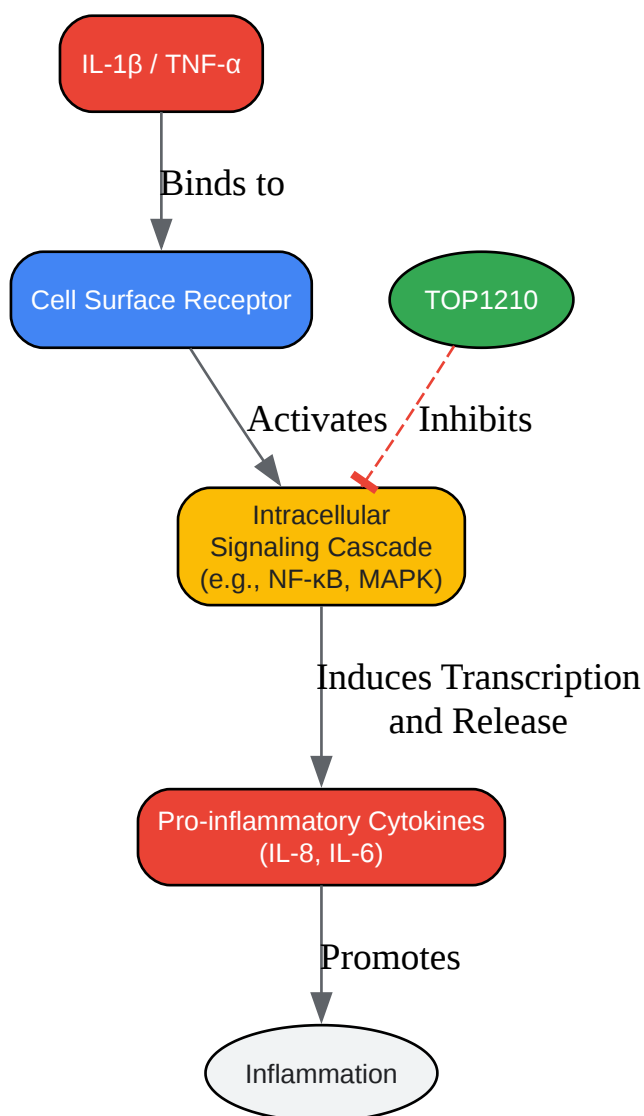 IL-1β / TNF-α
Binds to
Cell Surface Receptor
TOP1210
Activates
Inhibits
Intracellular
Signaling Cascade
(e.g., NF-κB, MAPK)
Induces Transcription
and Release
Pro-inflammatory Cytokines
(IL-8, IL-6)
Promotes
Inflammation